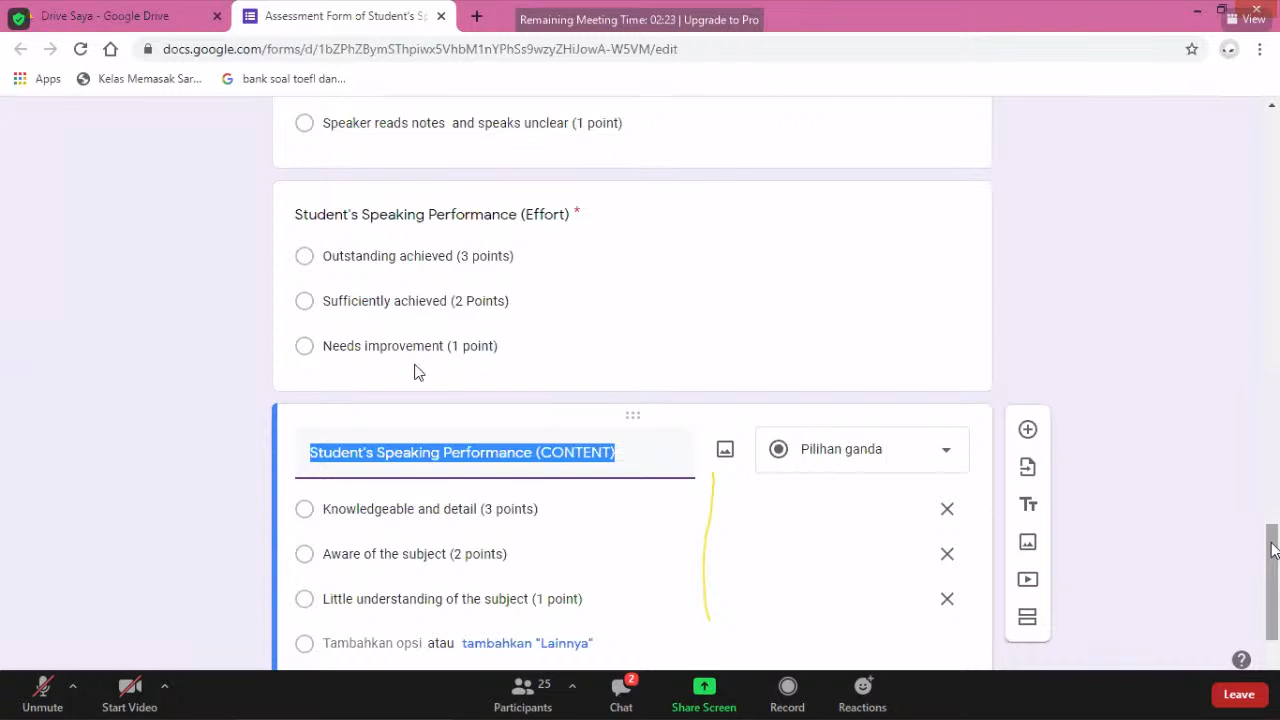 Drive Saya - Google Drive
Assessment Form of Student's Sp
Remaining Meeting Time: 02:23 | Upgrade to Pro
View
docs.google.com/forms/d/1bZPhZBymSThpiwx5VhbM1nYPhSs9wzyZHiJowA-W5VM/edit
Apps
Kelas Memasak Sar...
bank soal toefl dan...
Speaker reads notes and speaks unclear (1 point)
Student's Speaking Performance (Effort) *
Outstanding achieved (3 points)
Sufficiently achieved (2 Points)
Needs improvement (1 point)
Student's Speaking Performance (CONTENT)
Pilihan ganda
Knowledgeable and detail (3 points)
Aware of the subject (2 points)
Little understanding of the subject (1 point)
Tambahkan opsi atau tambahkan "Lainnya"
Unmute
Start Video
25
Participants
2
Chat
Share Screen
Record
Reactions
Leave